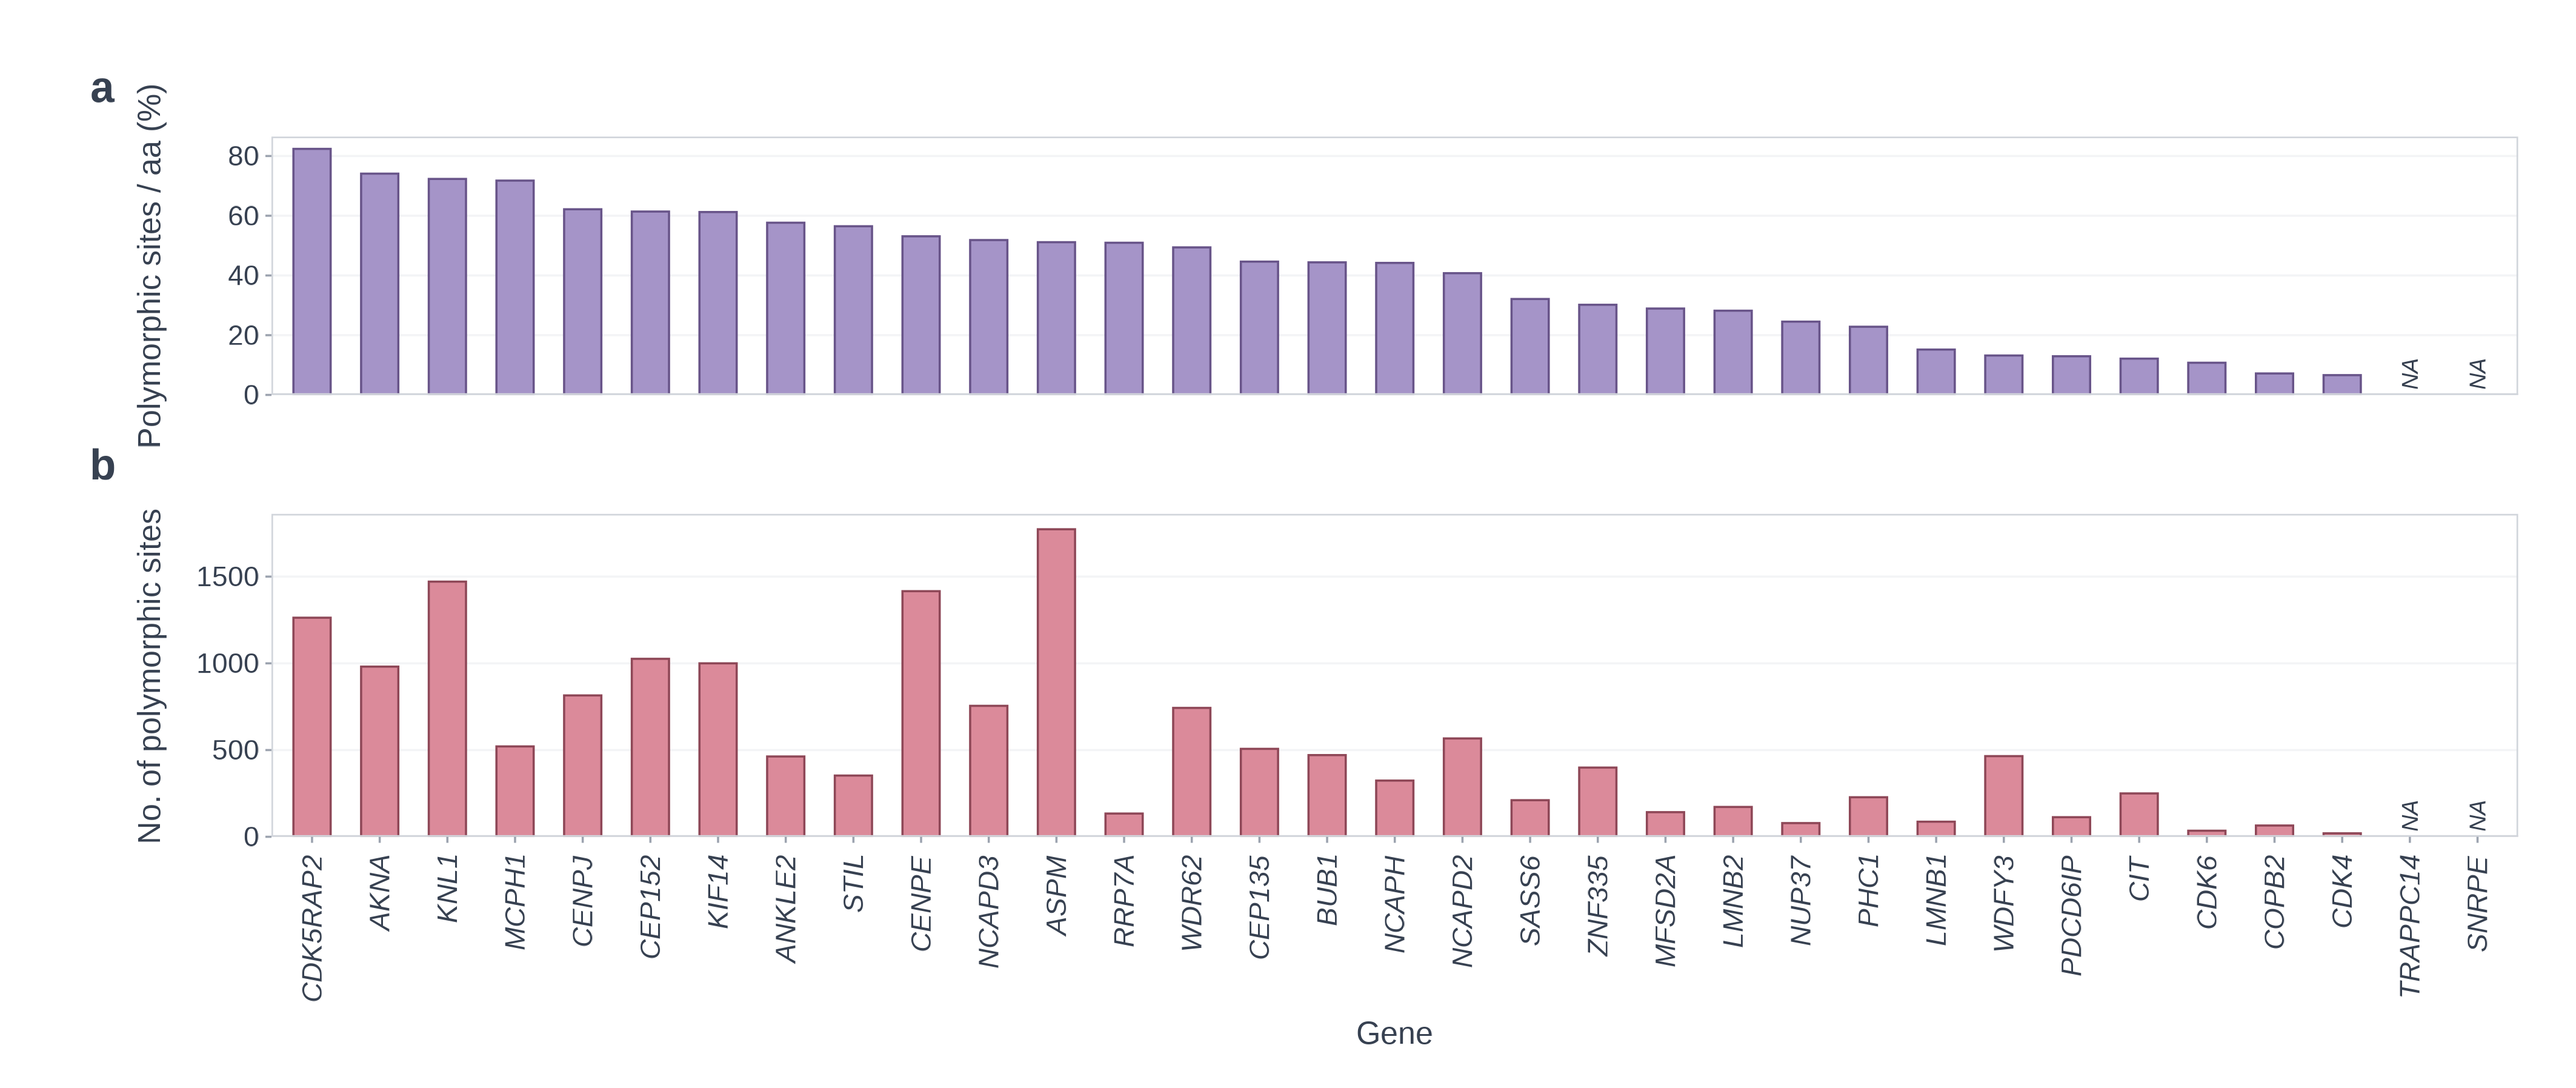 a
Polymorphic sites / aa (%)
80
60
40
20
0
NA
NA
b
No. of polymorphic sites
1500
1000
500
0
NA
NA
CDK5RAP2
AKNA
KNL1
MCPH1
CENPJ
CEP152
KIF14
ANKLE2
STIL
CENPE
NCAPD3
ASPM
RRP7A
WDR62
CEP135
BUB1
NCAPH
NCAPD2
SASS6
ZNF335
MFSD2A
LMNB2
NUP37
PHC1
LMNB1
WDFY3
PDCD6IP
CIT
CDK6
COPB2
CDK4
TRAPPC14
SNRPE
Gene